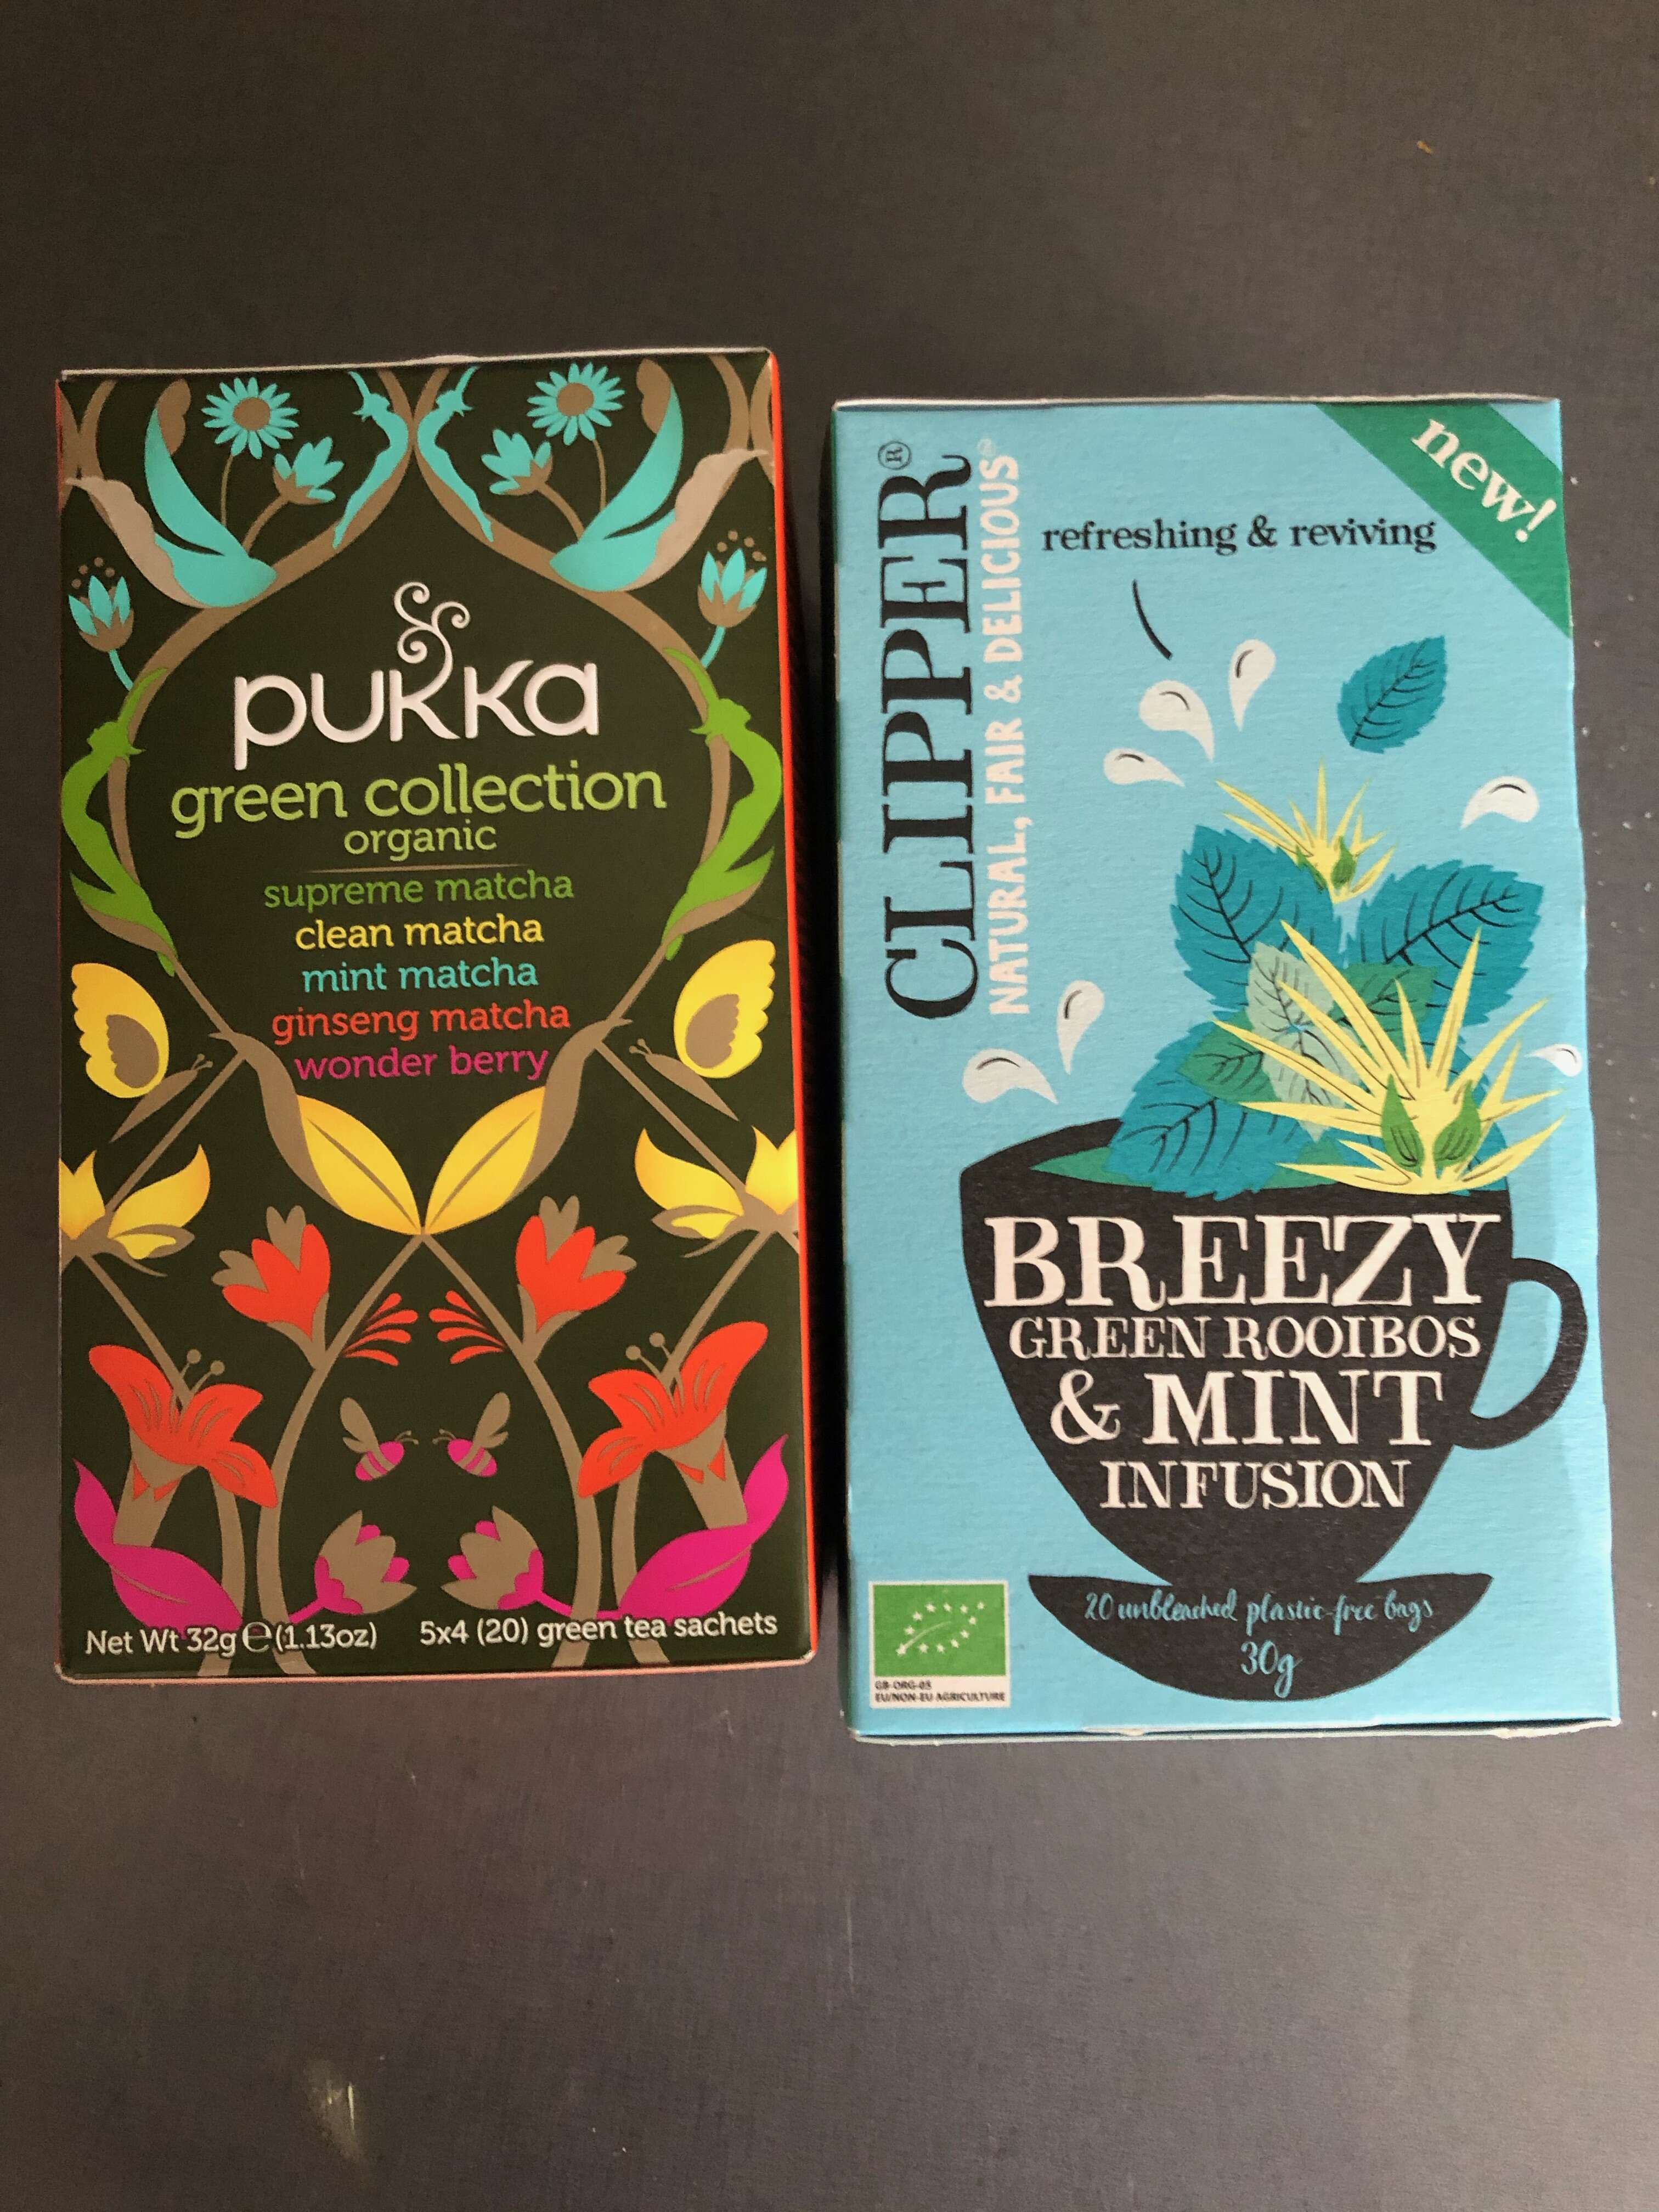 pukka
green collection
organic
supreme matcha
clean matcha
mint matcha
ginseng matcha
wonder berry
Net Wt 32g ℮ (1.13oz) 5x4 (20) green tea sachets
CLIPPER®
NATURAL, FAIR & DELICIOUS®
new!
refreshing & reviving
BREEZY
GREEN ROOIBOS
& MINT
INFUSION
20 unbleached plastic-free bags
30g
GB-ORG-05
EU/NON-EU AGRICULTURE